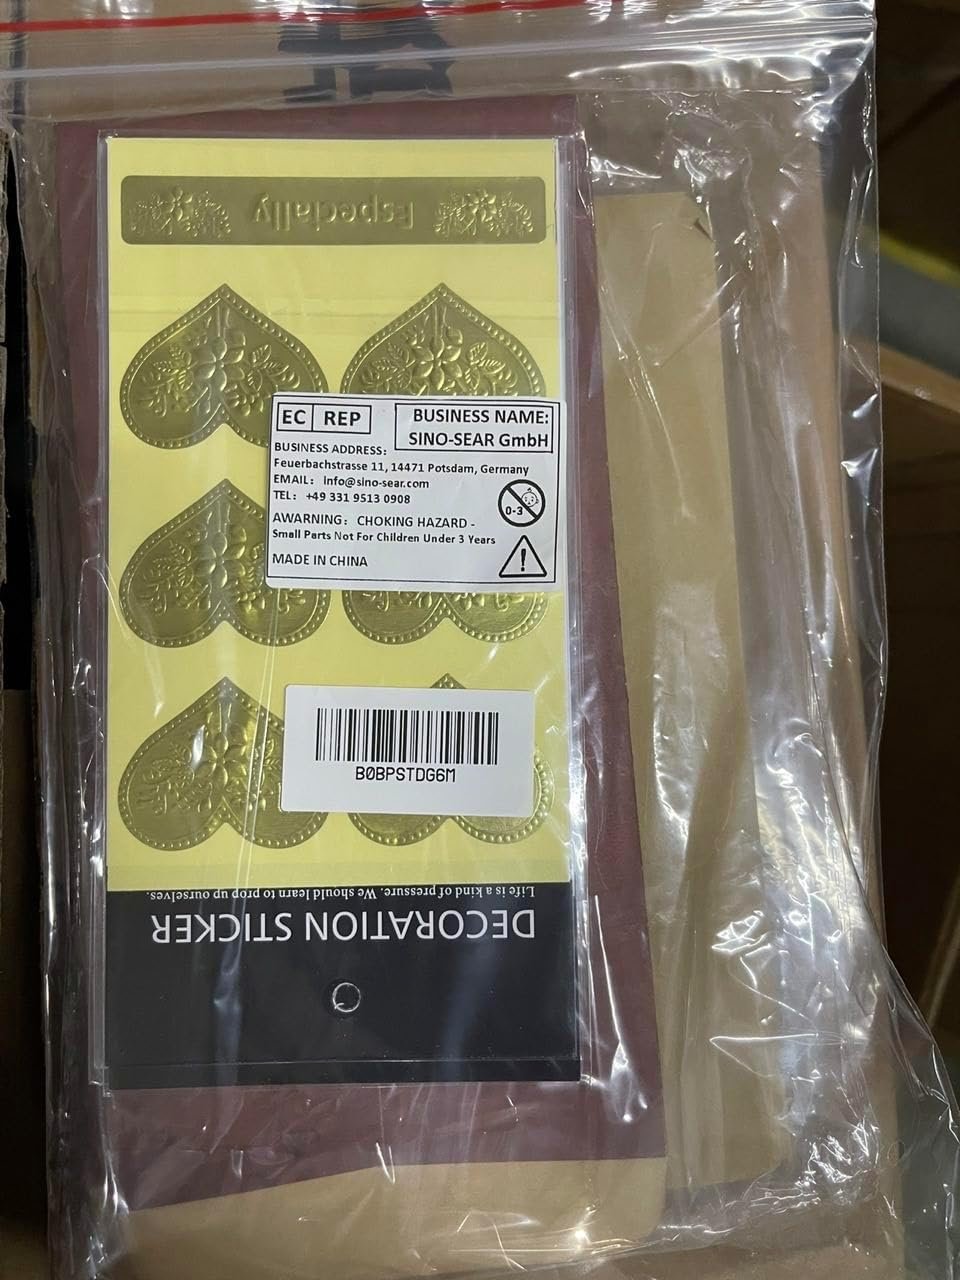 Especially
EC REP
BUSINESS NAME:
SINO-SEAR GmbH
BUSINESS ADDRESS:
Feuerbachstrasse 11, 14471 Potsdam, Germany
EMAIL: Info@sino-sear.com
TEL: +49 331 9513 0908
0-3
AWARNING: CHOKING HAZARD -
Small Parts Not For Children Under 3 Years
MADE IN CHINA
B0BPSTDG6M
DECORATION STICKER
Life is a kind of pressure. We should learn to prop up ourselves.